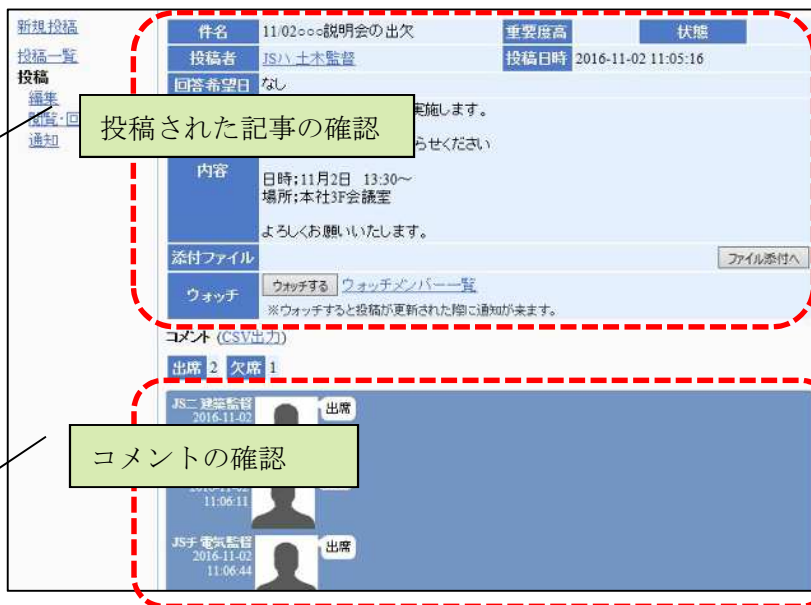 新規投稿
投稿一覧
投稿
編集
閲覧・回
通知
件名 11/02○○○説明会の出欠 重要度高 状態
投稿者 JSハ 土木監督 投稿日時 2016-11-02 11:05:16
回答希望日 なし
実施します。
投稿された記事の確認
らせください
内容
日時;11月2日 13:30～
場所;本社3F会議室
よろしくお願いいたします。
添付ファイル ファイル添付へ
ウォッチ ウォッチする ウォッチメンバー一覧
※ウォッチすると投稿が更新された際に通知が来ます。
コメント (CSV出力)
出席 2 欠席 1
JSニ 建築監督
2016-11-02
出席
コメントの確認
11:06:11
JSチ 電気監督
2016-11-02
11:06:44
出席